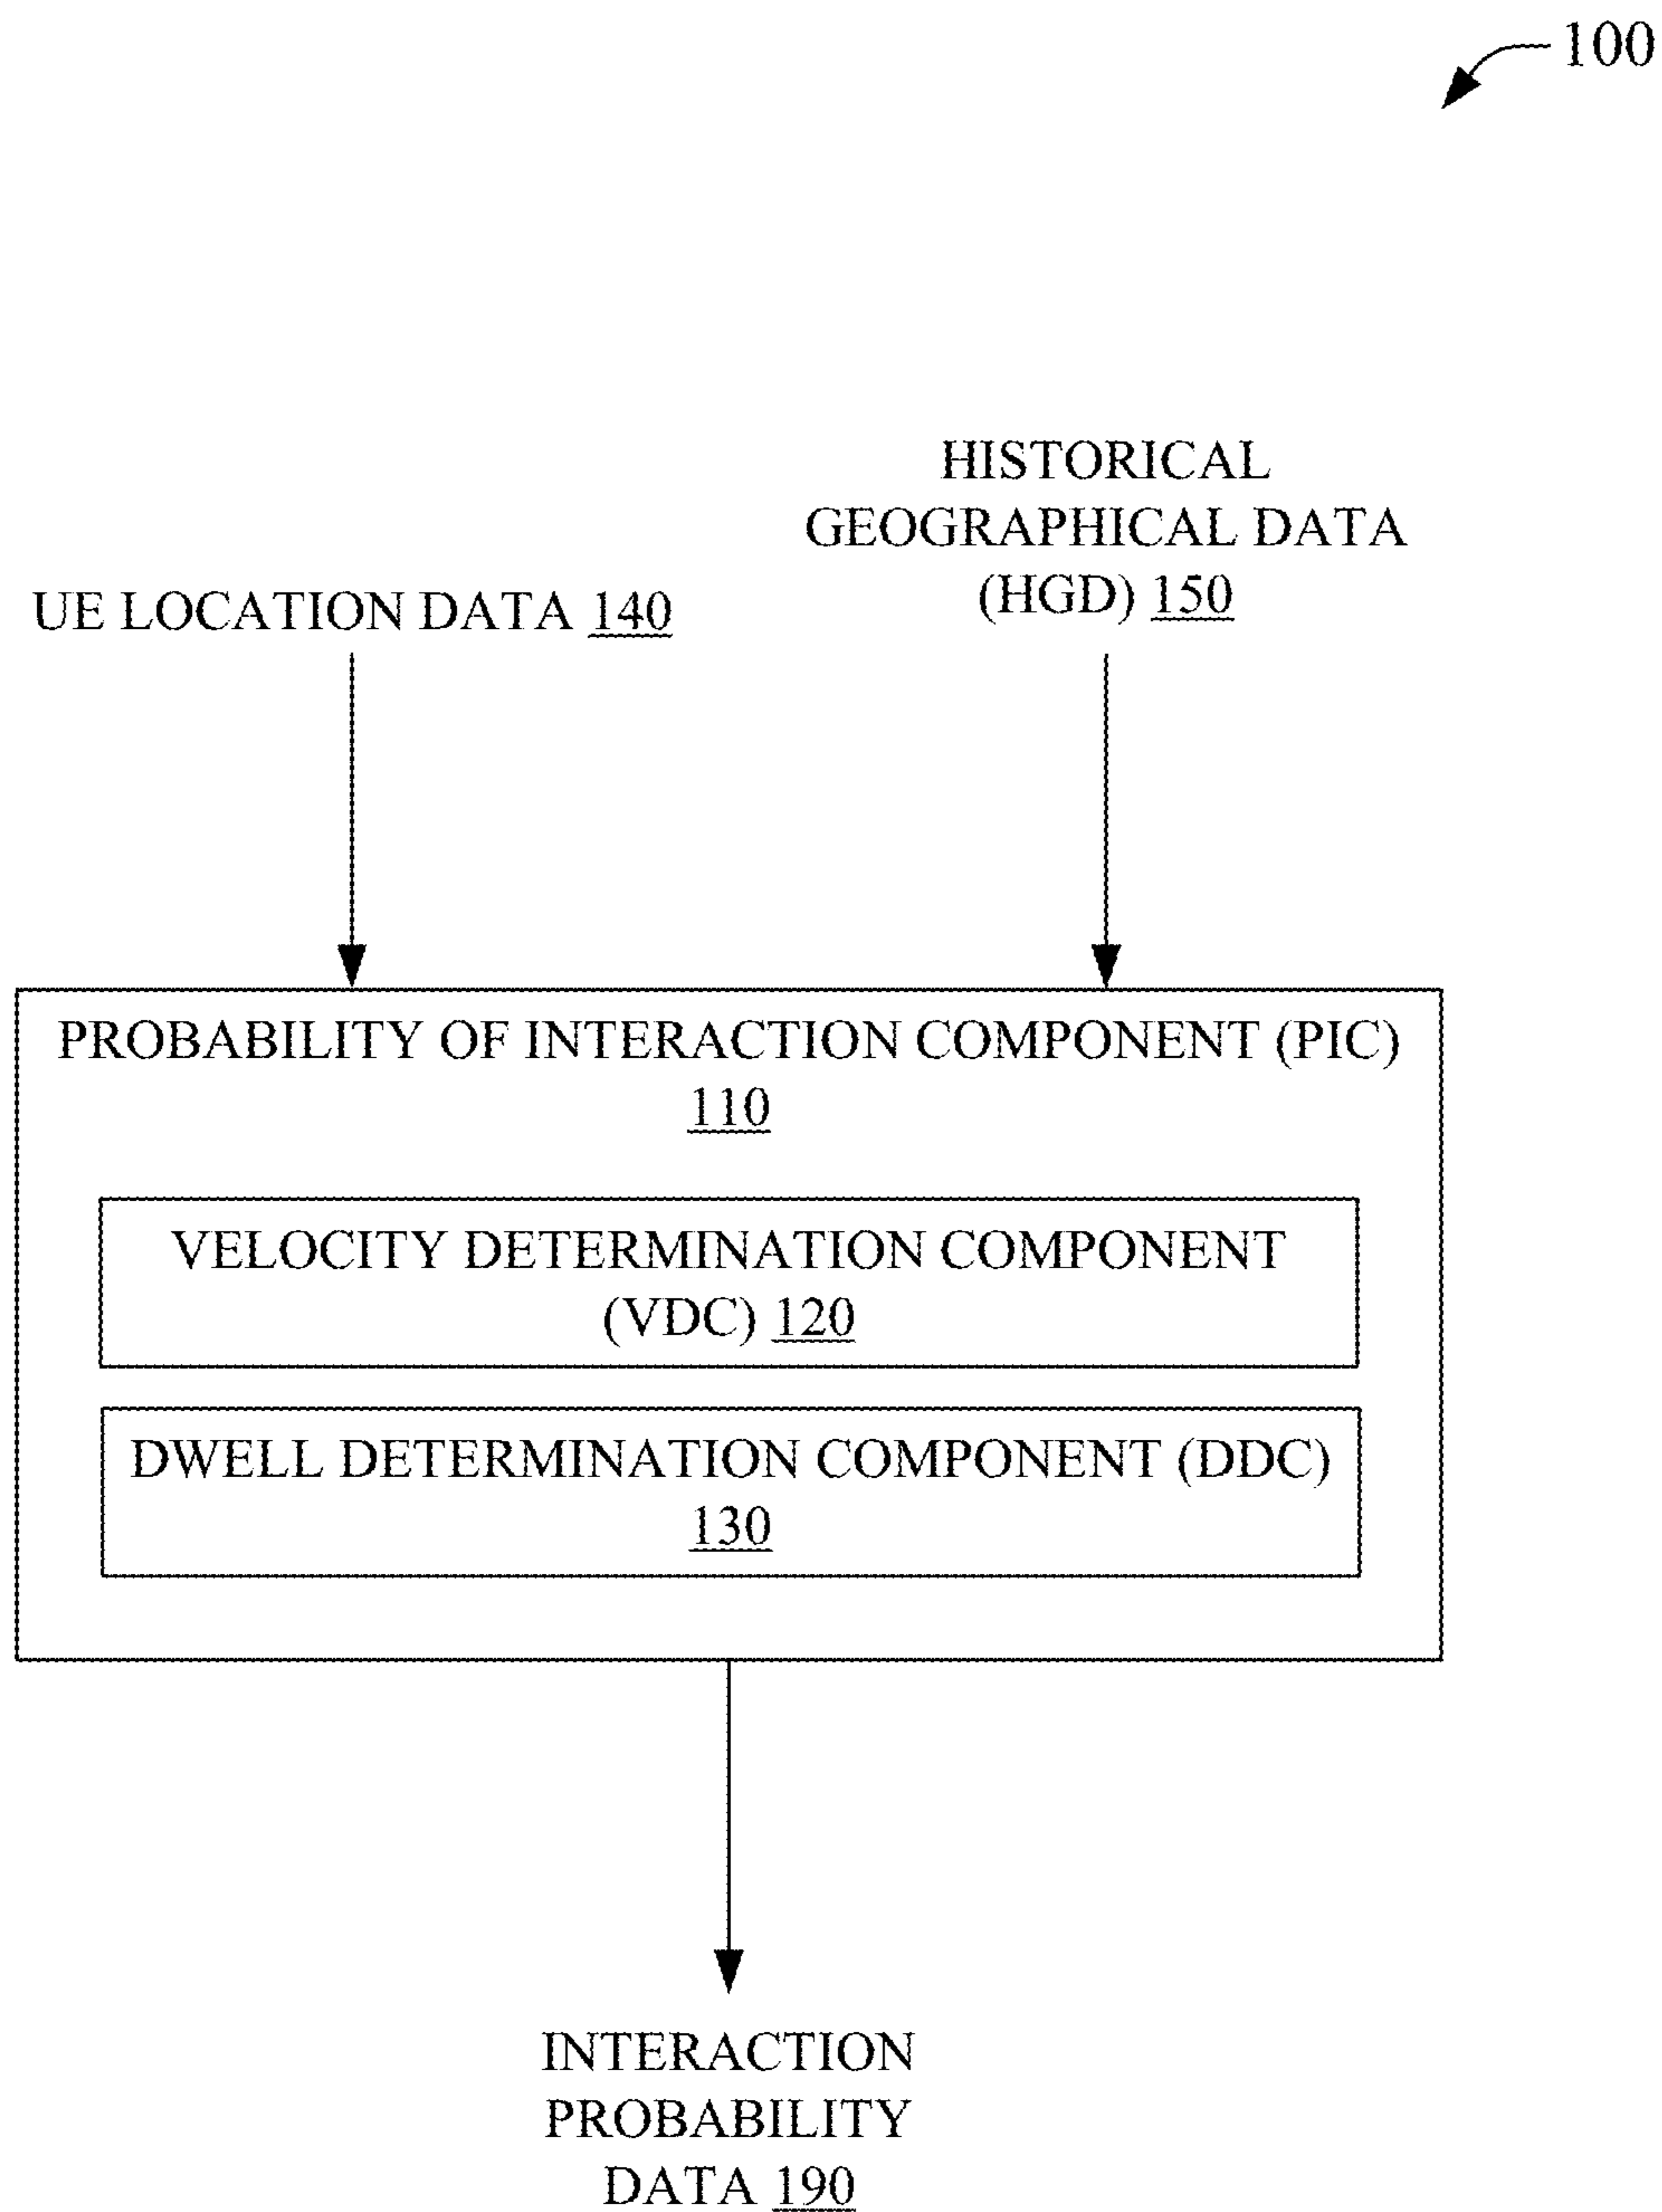 100
HISTORICAL
GEOGRAPHICAL DATA
(HGD) 150
UE LOCATION DATA 140
PROBABILITY OF INTERACTION COMPONENT (PIC)
110
VELOCITY DETERMINATION COMPONENT
(VDC) 120
DWELL DETERMINATION COMPONENT (DDC)
130
INTERACTION
PROBABILITY
DATA 190